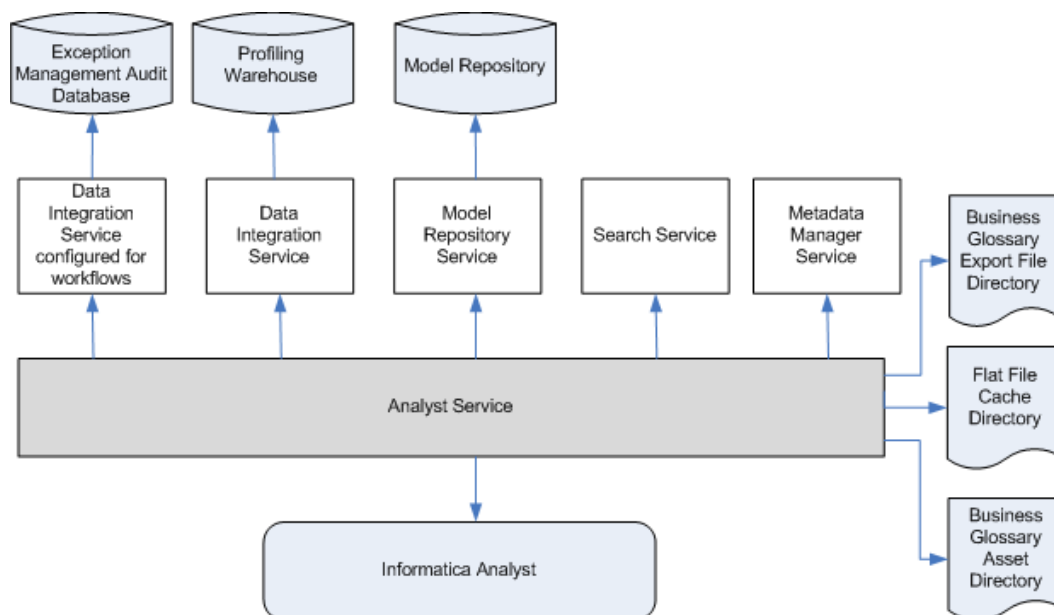 Exception
Management Audit
Database
Profiling
Warehouse
Model Repository
Data
Integration
Service
configured for
workflows
Data
Integration
Service
Model
Repository
Service
Search Service
Metadata
Manager
Service
Business
Glossary
Export File
Directory
Analyst Service
Flat File
Cache
Directory
Informatica Analyst
Business
Glossary
Asset
Directory